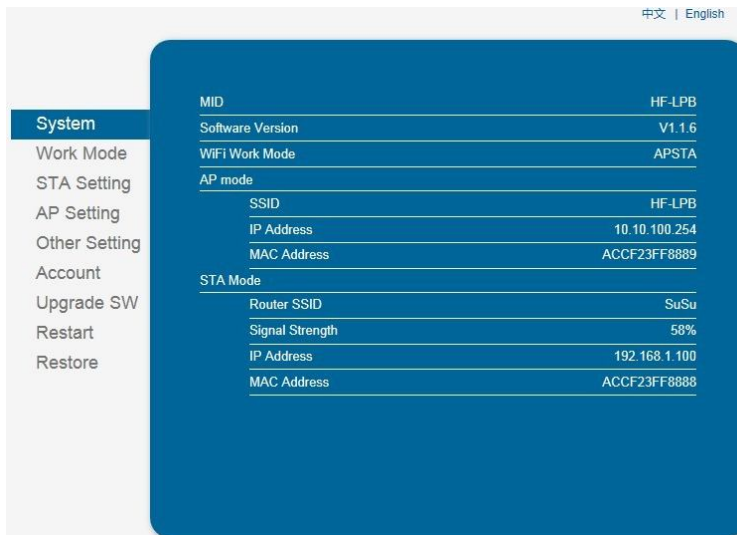 中文 | English
System
Work Mode
STA Setting
AP Setting
Other Setting
Account
Upgrade SW
Restart
Restore
MID HF-LPB
Software Version V1.1.6
WiFi Work Mode APSTA
AP mode
SSID HF-LPB
IP Address 10.10.100.254
MAC Address ACCF23FF8889
STA Mode
Router SSID SuSu
Signal Strength 58%
IP Address 192.168.1.100
MAC Address ACCF23FF8888